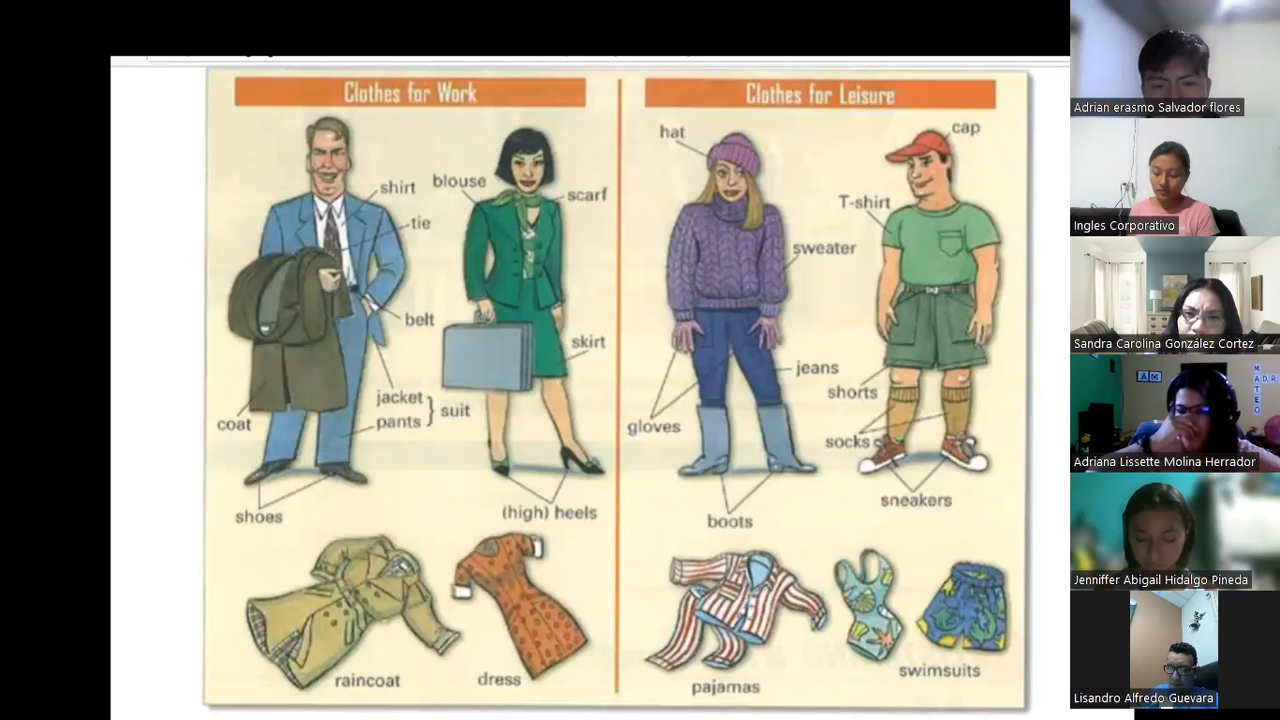 Clothes for Work
Clothes for Leisure
shirt
blouse
scarf
tie
belt
skirt
jacket
pants
suit
coat
shoes
(high) heels
raincoat
dress
hat
cap
T-shirt
sweater
jeans
shorts
gloves
socks
sneakers
boots
pajamas
swimsuits
Adrian erasmo Salvador flores
Ingles Corporativo
Sandra Carolina González Cortez
Adriana Lissette Molina Herrador
Jenniffer Abigail Hidalgo Pineda
Lisandro Alfredo Guevara